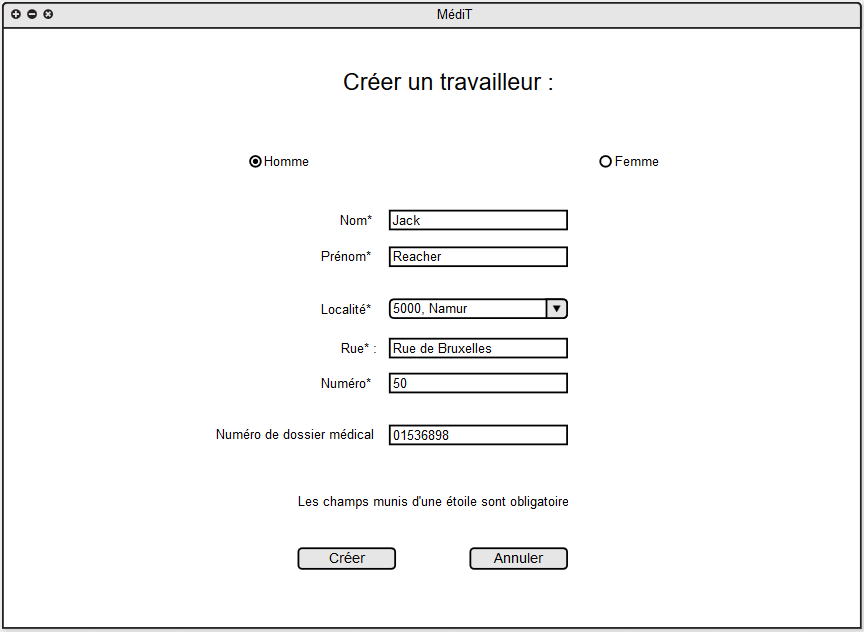 MédiT
Créer un travailleur :
Homme Femme
Nom* Jack
Prénom* Reacher
Localité* 5000, Namur
Rue* : Rue de Bruxelles
Numéro* 50
Numéro de dossier médical 01536898
Les champs munis d'une étoile sont obligatoire
Créer Annuler